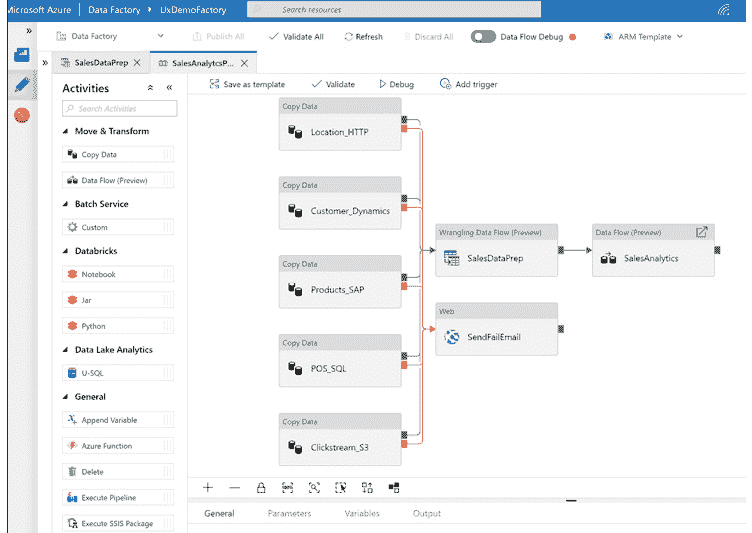 Microsoft Azure Data Factory UxDemoFactory Search resources
Data Factory Publish All Validate All Refresh Discard All Data Flow Debug ARM Template
SalesDataPrep SalesAnalytcsP...
Activities
Search Activities
Move & Transform
Copy Data
Data Flow (Preview)
Batch Service
Custom
Databricks
Notebook
Jar
Python
Data Lake Analytics
U-SQL
General
Append Variable
Azure Function
Delete
Execute Pipeline
Execute SSIS Package
Save as template Validate Debug Add trigger
Copy Data
Location_HTTP
Copy Data
Customer_Dynamics
Copy Data
Products_SAP
Copy Data
POS_SQL
Copy Data
Clickstream_S3
Wrangling Data Flow (Preview)
SalesDataPrep
Data Flow (Preview)
SalesAnalytics
Web
SendFailEmail
General Parameters Variables Output